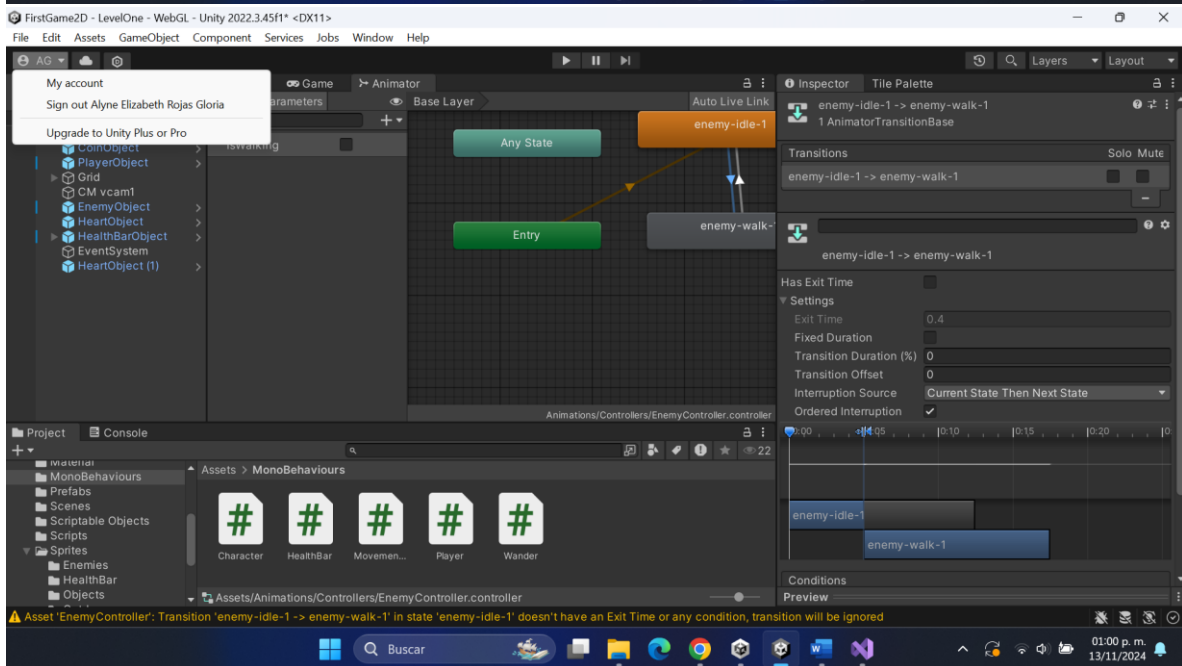 FirstGame2D - LevelOne - WebGL - Unity 2022.3.45f1* <DX11>
File Edit Assets GameObject Component Services Jobs Window Help
AG
Layers Layout
My account
Sign out Alyne Elizabeth Rojas Gloria
Upgrade to Unity Plus or Pro
Game Animator
Parameters Base Layer Auto Live Link
IsWalking
CoinObject
PlayerObject
Grid
CM vcam1
EnemyObject
HeartObject
HealthBarObject
EventSystem
HeartObject (1)
Any State
enemy-idle-1
Entry
enemy-walk-1
Animations/Controllers/EnemyController.controller
Inspector Tile Palette
enemy-idle-1 -> enemy-walk-1
1 AnimatorTransitionBase
Transitions Solo Mute
enemy-idle-1 -> enemy-walk-1
enemy-idle-1 -> enemy-walk-1
Has Exit Time
Settings
Exit Time 0.4
Fixed Duration
Transition Duration (%) 0
Transition Offset 0
Interruption Source Current State Then Next State
Ordered Interruption
0:00 0:05 0:10 0:15 0:20
enemy-idle-1
enemy-walk-1
Conditions
Preview
Project Console
22
Material
MonoBehaviours
Prefabs
Scenes
Scriptable Objects
Scripts
Sprites
Enemies
HealthBar
Objects
Assets > MonoBehaviours
Character HealthBar Movemen... Player Wander
Assets/Animations/Controllers/EnemyController.controller
Asset 'EnemyController': Transition 'enemy-idle-1 -> enemy-walk-1' in state 'enemy-idle-1' doesn't have an Exit Time or any condition, transition will be ignored
Buscar
01:00 p. m.
13/11/2024